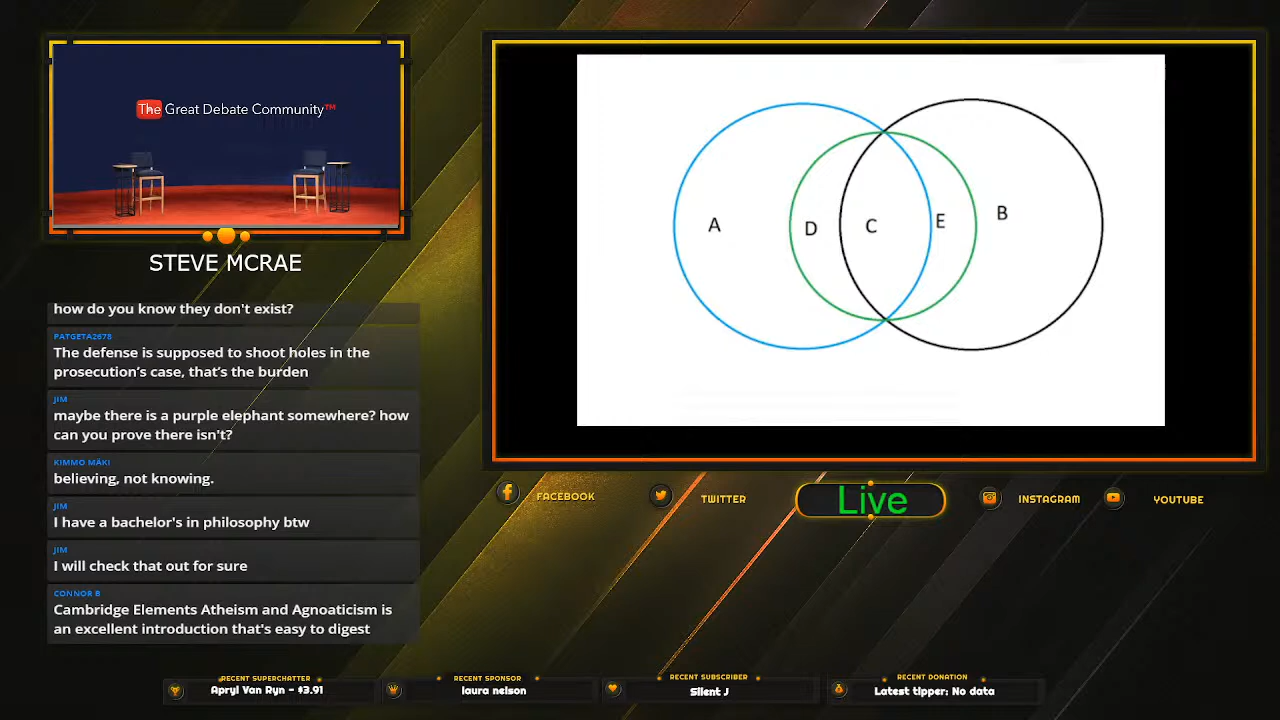 The Great Debate Community™
STEVE MCRAE
how do you know they don't exist?
PATGETA2678
The defense is supposed to shoot holes in the
prosecution's case, that's the burden
JIM
maybe there is a purple elephant somewhere? how
can you prove there isn't?
KIMMO MÄKI
believing, not knowing.
JIM
I have a bachelor's in philosophy btw
JIM
I will check that out for sure
CONNOR B
Cambridge Elements Atheism and Agnoaticism is
an excellent introduction that's easy to digest
A
D
C
E
B
FACEBOOK
TWITTER
Live
INSTAGRAM
YOUTUBE
RECENT SUPERCHATTER
Apryl Van Ryn - $3.91
RECENT SPONSOR
laura nelson
RECENT SUBSCRIBER
Silent J
RECENT DONATION
Latest tipper: No data